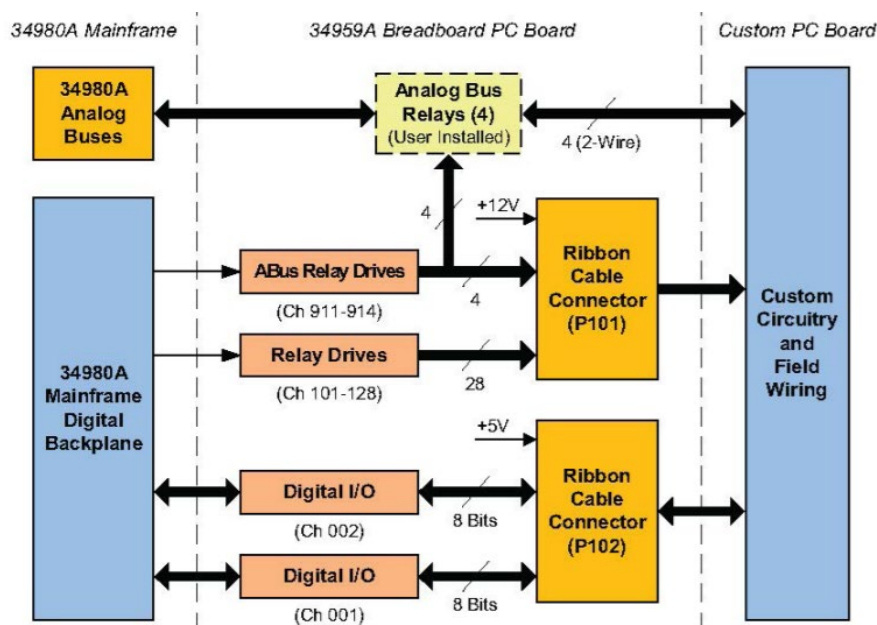 34980A Mainframe
34959A Breadboard PC Board
Custom PC Board
34980A
Analog
Buses
Analog Bus
Relays (4)
(User Installed)
4 (2-Wire)
4
+12V
ABus Relay Drives
(Ch 911-914)
4
Relay Drives
(Ch 101-128)
28
Ribbon
Cable
Connector
(P101)
34980A
Mainframe
Digital
Backplane
Custom
Circuitry
and
Field
Wiring
+5V
Digital I/O
(Ch 002)
8 Bits
Digital I/O
(Ch 001)
8 Bits
Ribbon
Cable
Connector
(P102)